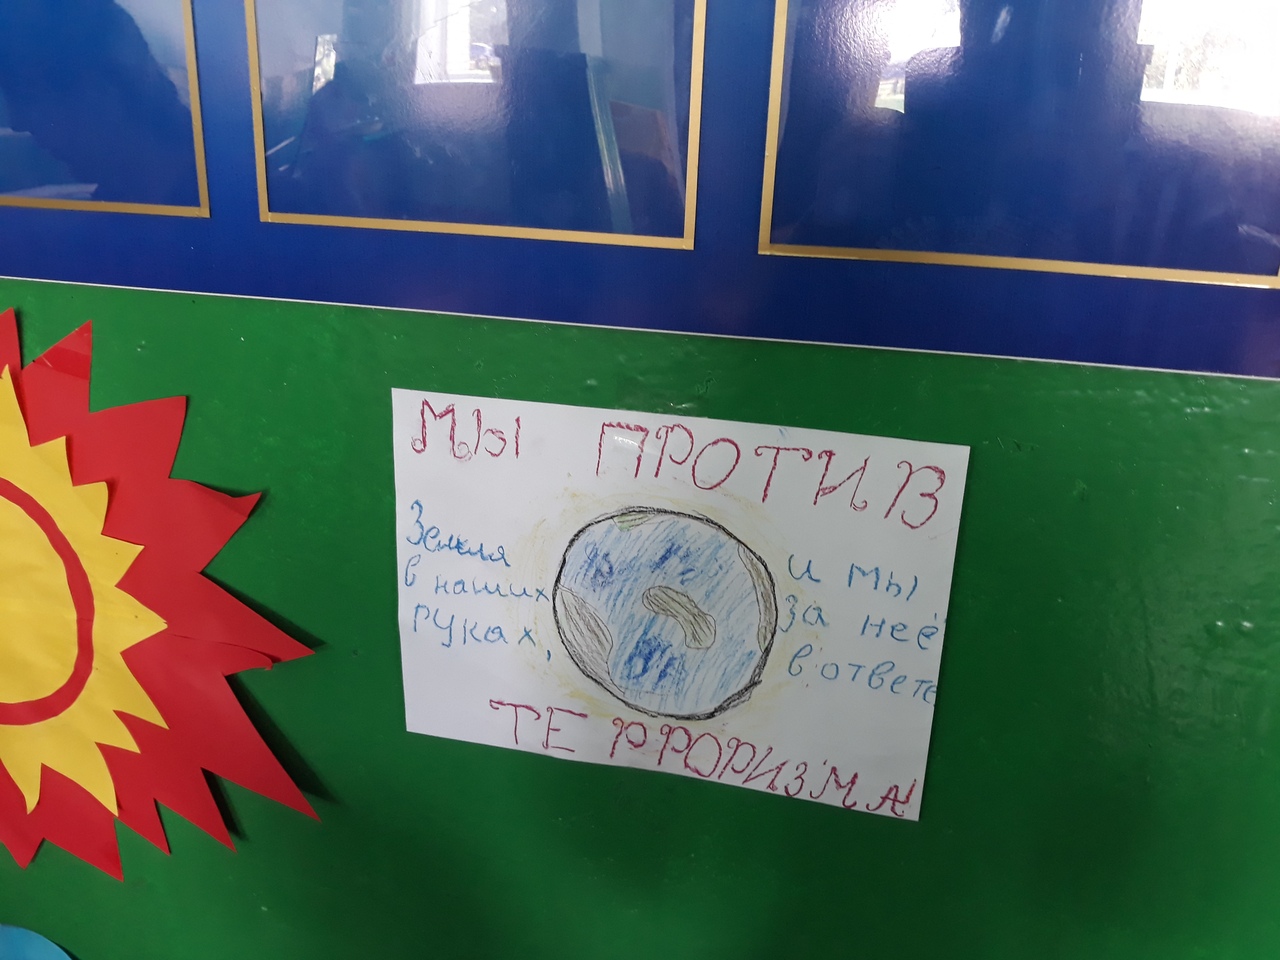 МЫ ПРОТИВ
Земля
в наших
руках,
и мы
за неё
в ответе
ТЕРРОРИЗМА!